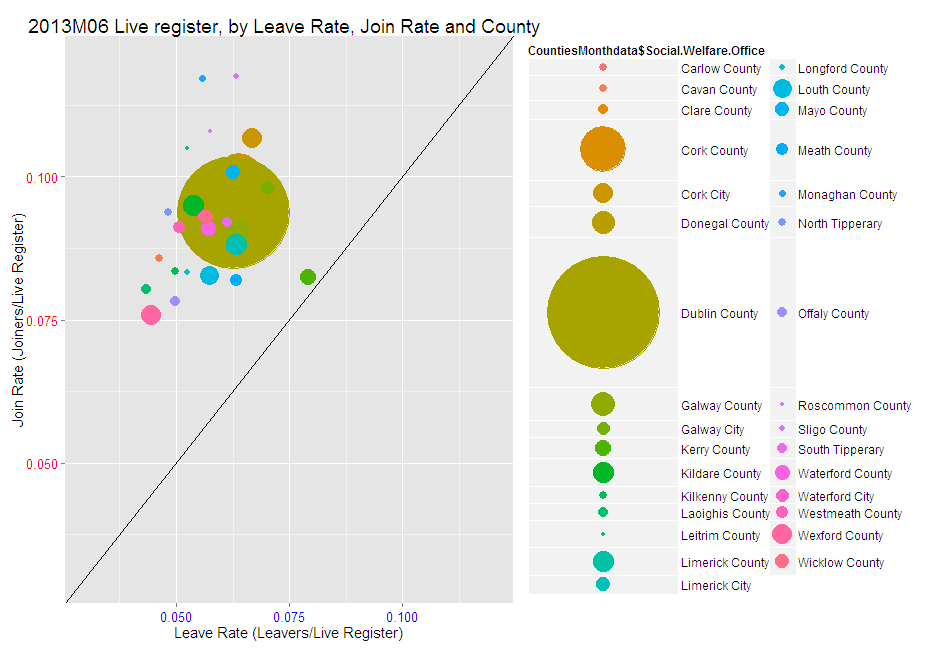 2013M06 Live register, by Leave Rate, Join Rate and County
CountiesMonthdata$Social.Welfare.Office
Carlow County
Cavan County
Clare County
Cork County
Cork City
Donegal County
Dublin County
Galway County
Galway City
Kerry County
Kildare County
Kilkenny County
Laoighis County
Leitrim County
Limerick County
Limerick City
Longford County
Louth County
Mayo County
Meath County
Monaghan County
North Tipperary
Offaly County
Roscommon County
Sligo County
South Tipperary
Waterford County
Waterford City
Westmeath County
Wexford County
Wicklow County
Join Rate (Joiners/Live Register)
0.100
0.075
0.050
0.050
0.075
0.100
Leave Rate (Leavers/Live Register)